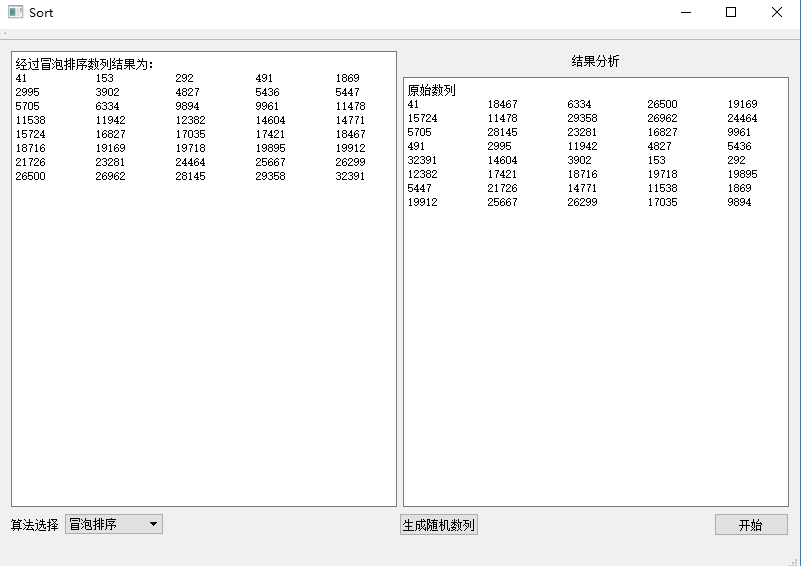 Sort
经过冒泡排序数列结果为:
41 153 292 491 1869
2995 3902 4827 5436 5447
5705 6334 9894 9961 11478
11538 11942 12382 14604 14771
15724 16827 17035 17421 18467
18716 19169 19718 19895 19912
21726 23281 24464 25667 26299
26500 26962 28145 29358 32391
结果分析
原始数列
41 18467 6334 26500 19169
15724 11478 29358 26962 24464
5705 28145 23281 16827 9961
491 2995 11942 4827 5436
32391 14604 3902 153 292
12382 17421 18716 19718 19895
5447 21726 14771 11538 1869
19912 25667 26299 17035 9894
算法选择 冒泡排序 生成随机数列 开始